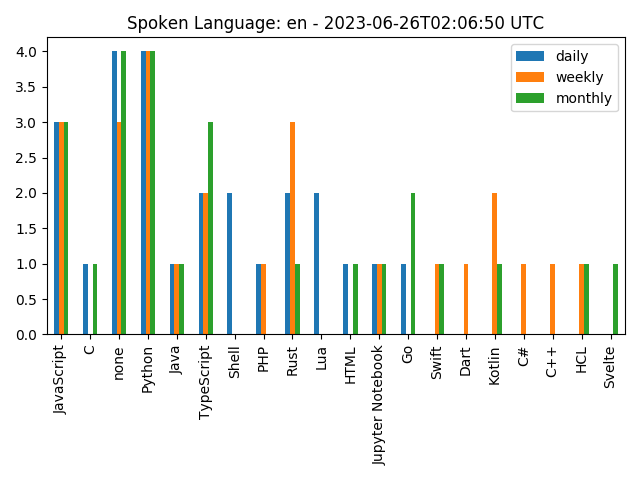 Spoken Language: en - 2023-06-26T02:06:50 UTC
daily
weekly
monthly
4.0
3.5
3.0
2.5
2.0
1.5
1.0
0.5
0.0
JavaScript
C
none
Python
Java
TypeScript
Shell
PHP
Rust
Lua
HTML
Jupyter Notebook
Go
Swift
Dart
Kotlin
C#
C++
HCL
Svelte